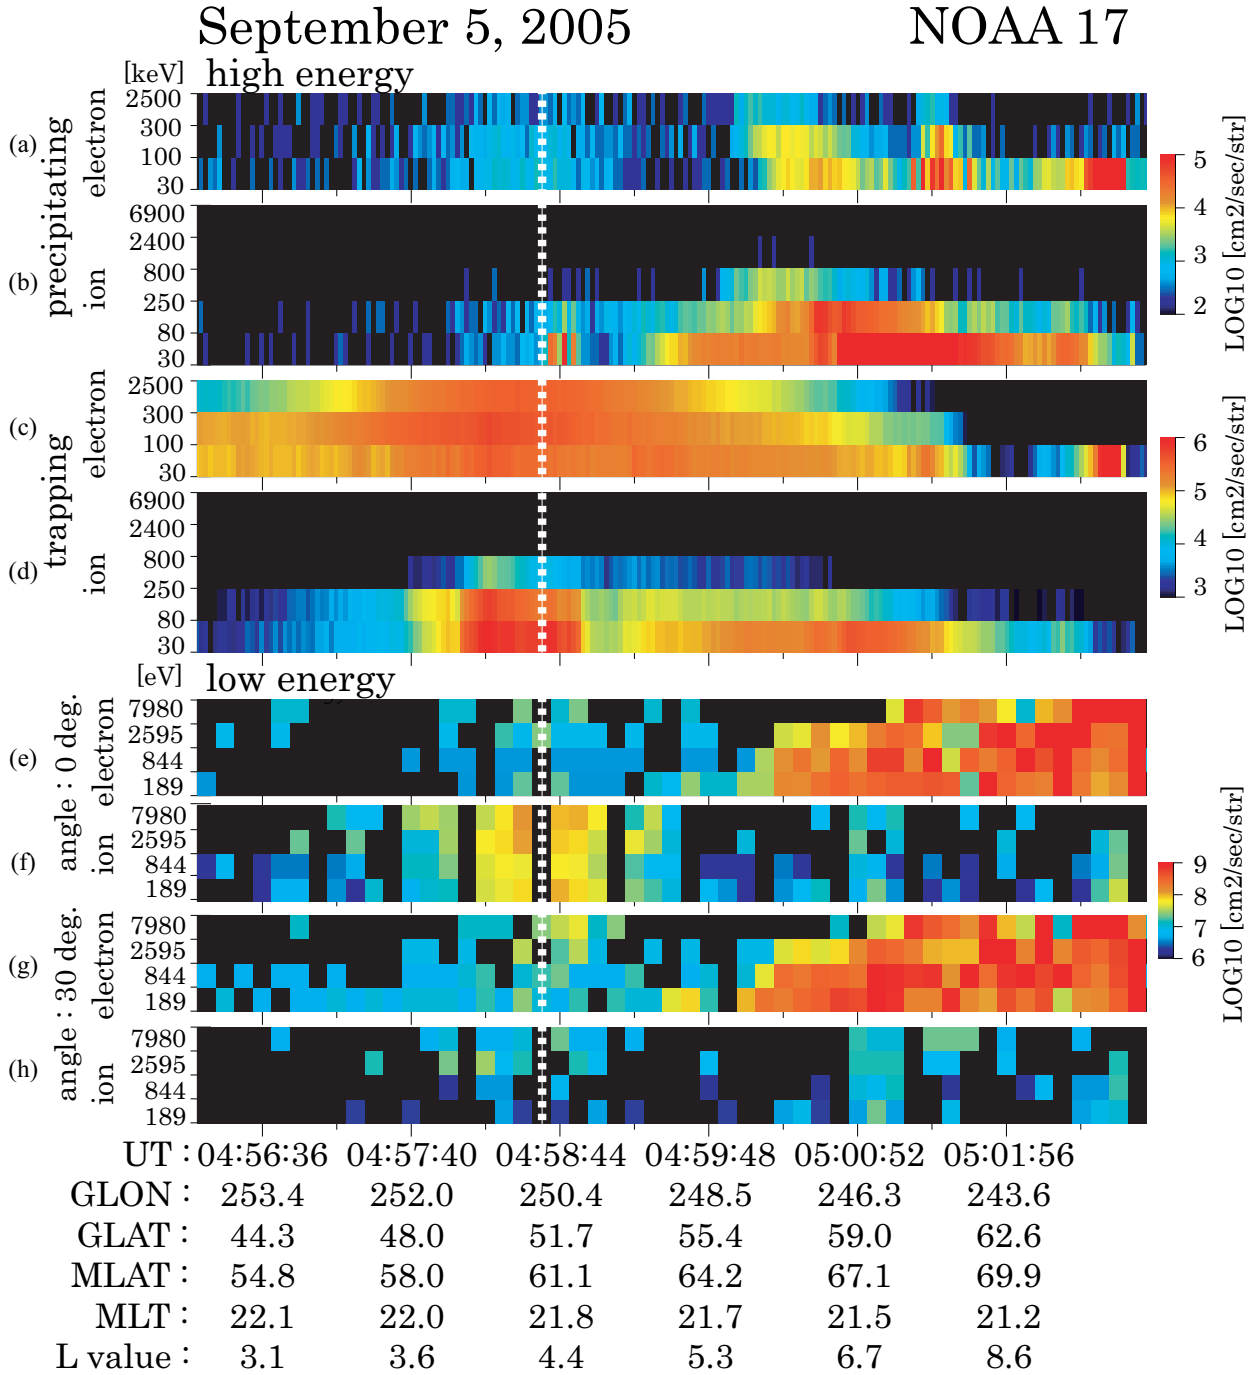 September 5, 2005 NOAA 17
[keV] high energy
(a) precipitating electron 2500 300 100 30
(b) ion 6900 2400 800 250 80 30
5 4 3 2 LOG10 [cm2/sec/str]
(c) trapping electron 2500 300 100 30
(d) ion 6900 2400 800 250 80 30
6 5 4 3 LOG10 [cm2/sec/str]
[eV] low energy
(e) angle : 0 deg. electron 7980 2595 844 189
(f) ion 7980 2595 844 189
(g) angle : 30 deg. electron 7980 2595 844 189
(h) ion 7980 2595 844 189
9 8 7 6 LOG10 [cm2/sec/str]
UT : 04:56:36 04:57:40 04:58:44 04:59:48 05:00:52 05:01:56
GLON : 253.4 252.0 250.4 248.5 246.3 243.6
GLAT : 44.3 48.0 51.7 55.4 59.0 62.6
MLAT : 54.8 58.0 61.1 64.2 67.1 69.9
MLT : 22.1 22.0 21.8 21.7 21.5 21.2
L value : 3.1 3.6 4.4 5.3 6.7 8.6